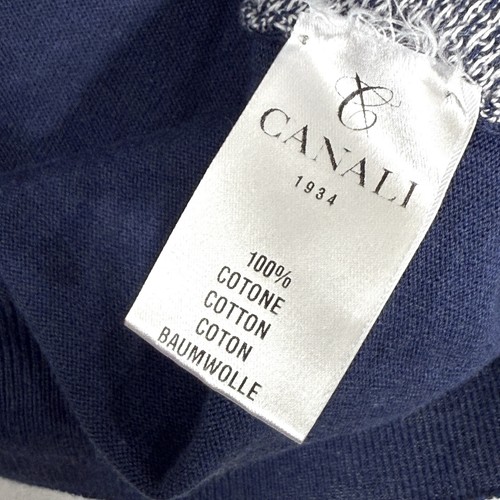 CANALI
1934
100%
COTONE
COTTON
COTON
BAUMWOLLE